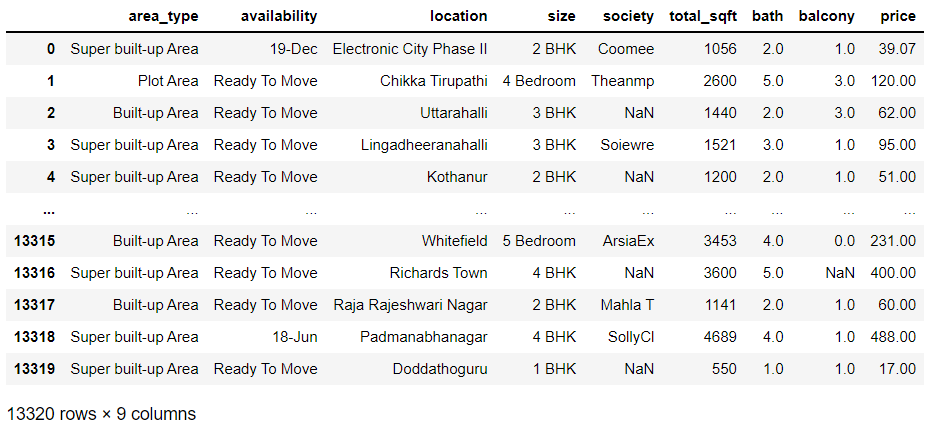 area_type availability location size society total_sqft bath balcony price
0 Super built-up Area 19-Dec Electronic City Phase II 2 BHK Coomee 1056 2.0 1.0 39.07
1 Plot Area Ready To Move Chikka Tirupathi 4 Bedroom Theanmp 2600 5.0 3.0 120.00
2 Built-up Area Ready To Move Uttarahalli 3 BHK NaN 1440 2.0 3.0 62.00
3 Super built-up Area Ready To Move Lingadheeranahalli 3 BHK Soiewre 1521 3.0 1.0 95.00
4 Super built-up Area Ready To Move Kothanur 2 BHK NaN 1200 2.0 1.0 51.00
... ... ... ... ... ... ... ... ... ...
13315 Built-up Area Ready To Move Whitefield 5 Bedroom ArsiaEx 3453 4.0 0.0 231.00
13316 Super built-up Area Ready To Move Richards Town 4 BHK NaN 3600 5.0 NaN 400.00
13317 Built-up Area Ready To Move Raja Rajeshwari Nagar 2 BHK Mahla T 1141 2.0 1.0 60.00
13318 Super built-up Area 18-Jun Padmanabhanagar 4 BHK SollyCl 4689 4.0 1.0 488.00
13319 Super built-up Area Ready To Move Doddathoguru 1 BHK NaN 550 1.0 1.0 17.00
13320 rows × 9 columns